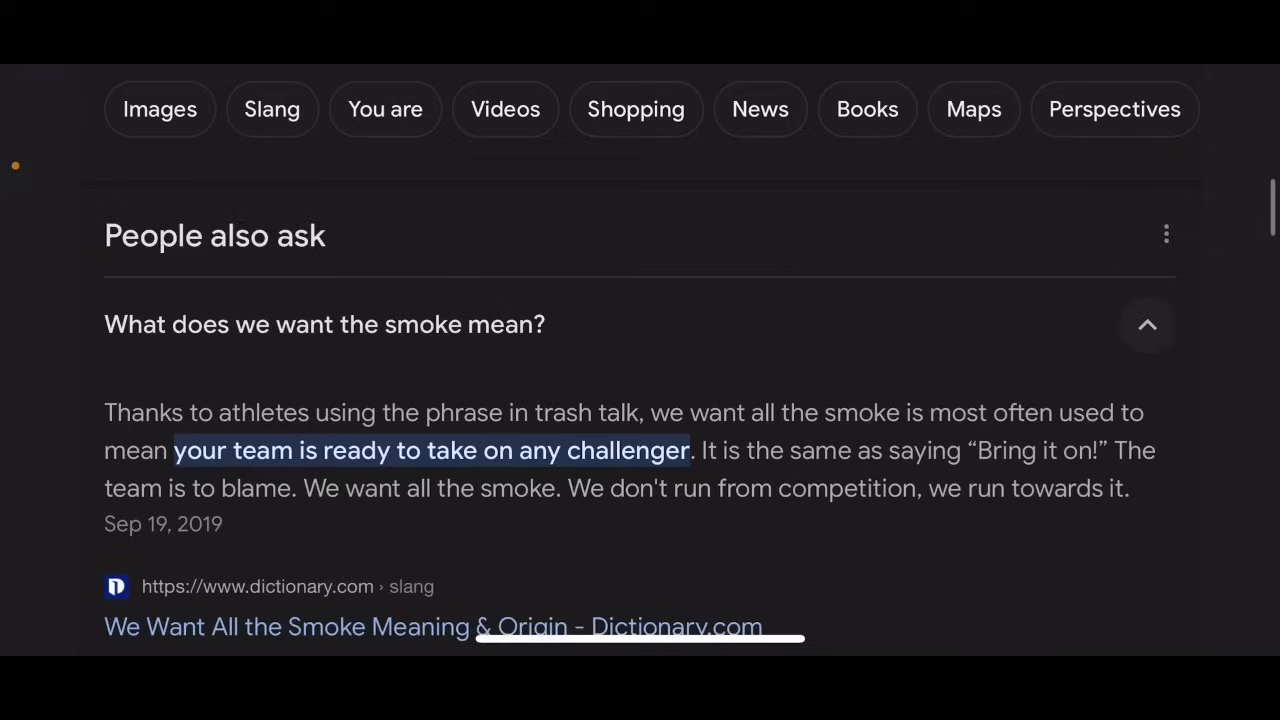 Images Slang You are Videos Shopping News Books Maps Perspectives
People also ask
What does we want the smoke mean?
Thanks to athletes using the phrase in trash talk, we want all the smoke is most often used to
mean your team is ready to take on any challenger. It is the same as saying “Bring it on!” The
team is to blame. We want all the smoke. We don't run from competition, we run towards it.
Sep 19, 2019
https://www.dictionary.com › slang
We Want All the Smoke Meaning & Origin - Dictionary.com